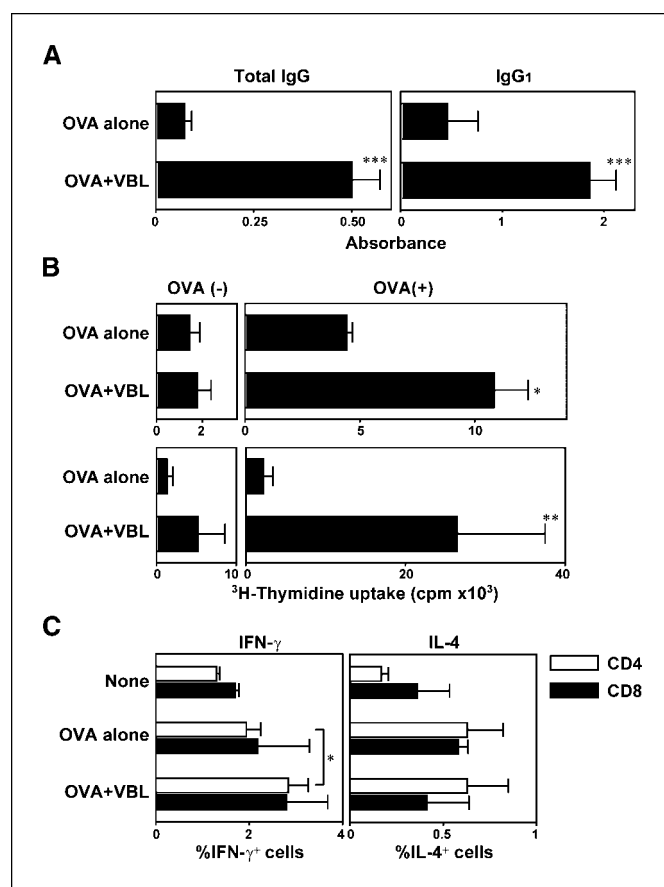 A
Total IgG
IgG1
OVA alone
OVA+VBL
***
***
0
0.25
0.50
0
1
2
Absorbance
B
OVA (-)
OVA(+)
OVA alone
OVA+VBL
*
0
2
0
5
10
OVA alone
OVA+VBL
**
0
10
0
20
40
³H-Thymidine uptake (cpm x10³)
C
IFN-γ
IL-4
CD4
CD8
None
OVA alone
*
OVA+VBL
0
2
4
0
0.5
1
%IFN-γ⁺ cells
%IL-4⁺ cells